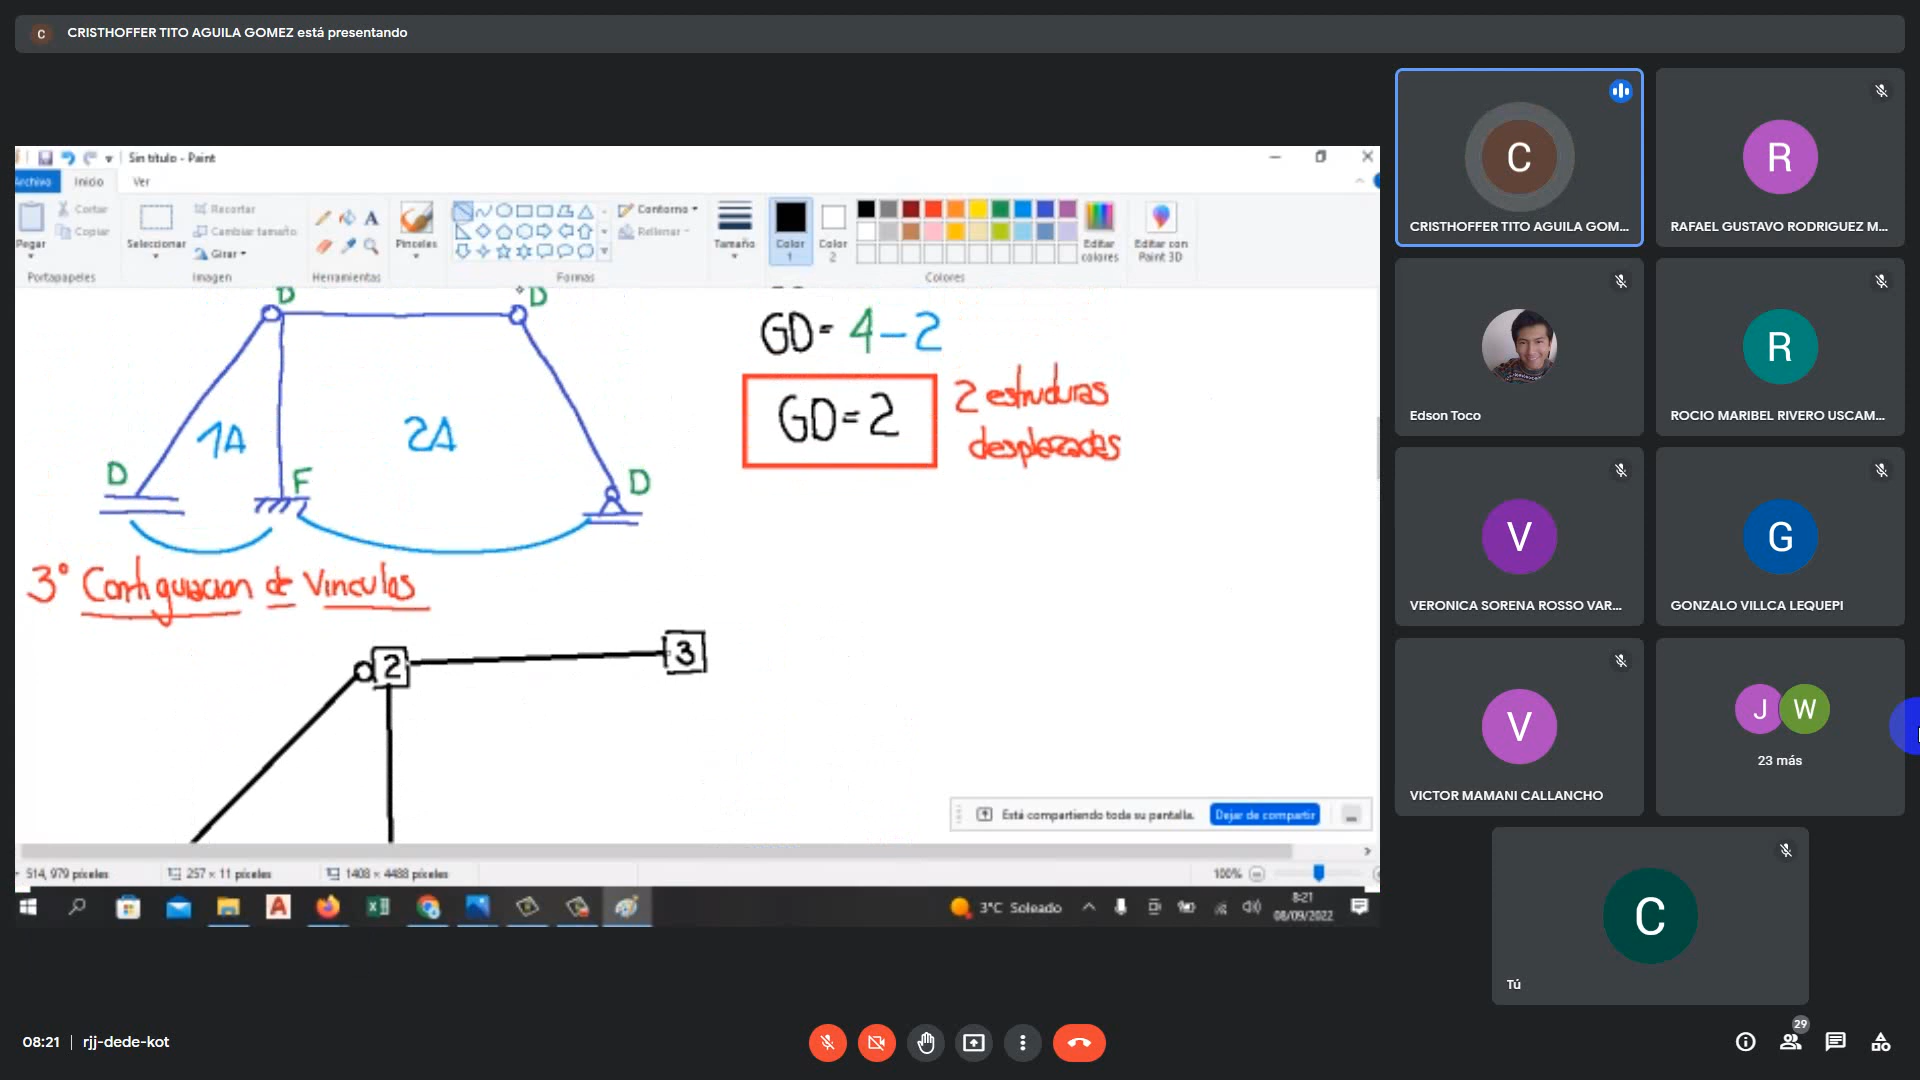 C CRISTHOFFER TITO AGUILA GOMEZ está presentando
Sin título - Paint
Archivo Inicio Ver
Pegar
Cortar
Copiar
Portapapeles
Seleccionar
Recortar
Cambiar tamaño
Girar
Imagen
A
Herramientas
Pinceles
Contorno
Rellenar
Formas
Tamaño
Color 1
Color 2
Editar colores
Editar con Paint 3D
Colores
D D
1A 2A
D F D
GD= 4-2
GD=2
2 estructuras
desplazadas
3° Configuracion de Vinculos
2 3
Está compartiendo toda su pantalla.
Dejar de compartir
514, 979 píxeles
257 × 11 píxeles
1408 × 4488 píxeles
100%
A
3°C Soleado
8:21
08/09/2022
C
CRISTHOFFER TITO AGUILA GOM...
R
RAFAEL GUSTAVO RODRIGUEZ M...
Edson Toco
R
ROCIO MARIBEL RIVERO USCAM...
V
VERONICA SORENA ROSSO VAR...
G
GONZALO VILLCA LEQUEPI
V
VICTOR MAMANI CALLANCHO
J W
23 más
C
Tú
08:21 | rjj-dede-kot
29